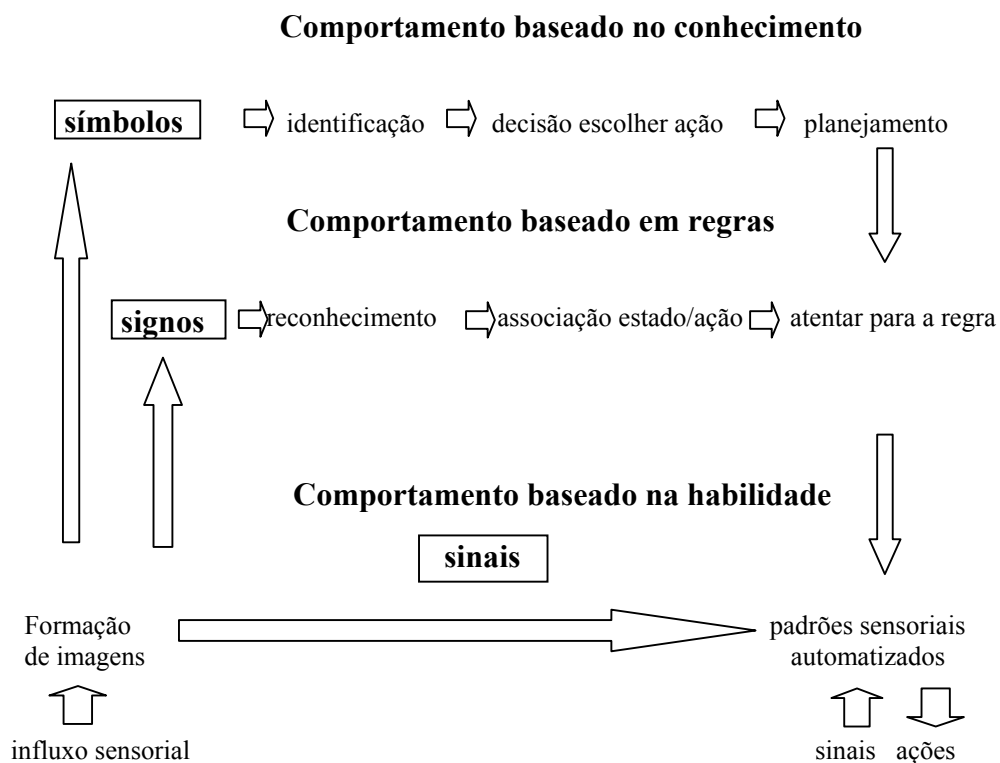 Comportamento baseado no conhecimento
símbolos identificação decisão escolher ação planejamento
Comportamento baseado em regras
signos reconhecimento associação estado/ação atentar para a regra
Comportamento baseado na habilidade
sinais
Formação
de imagens
padrões sensoriais
automatizados
influxo sensorial
sinais ações